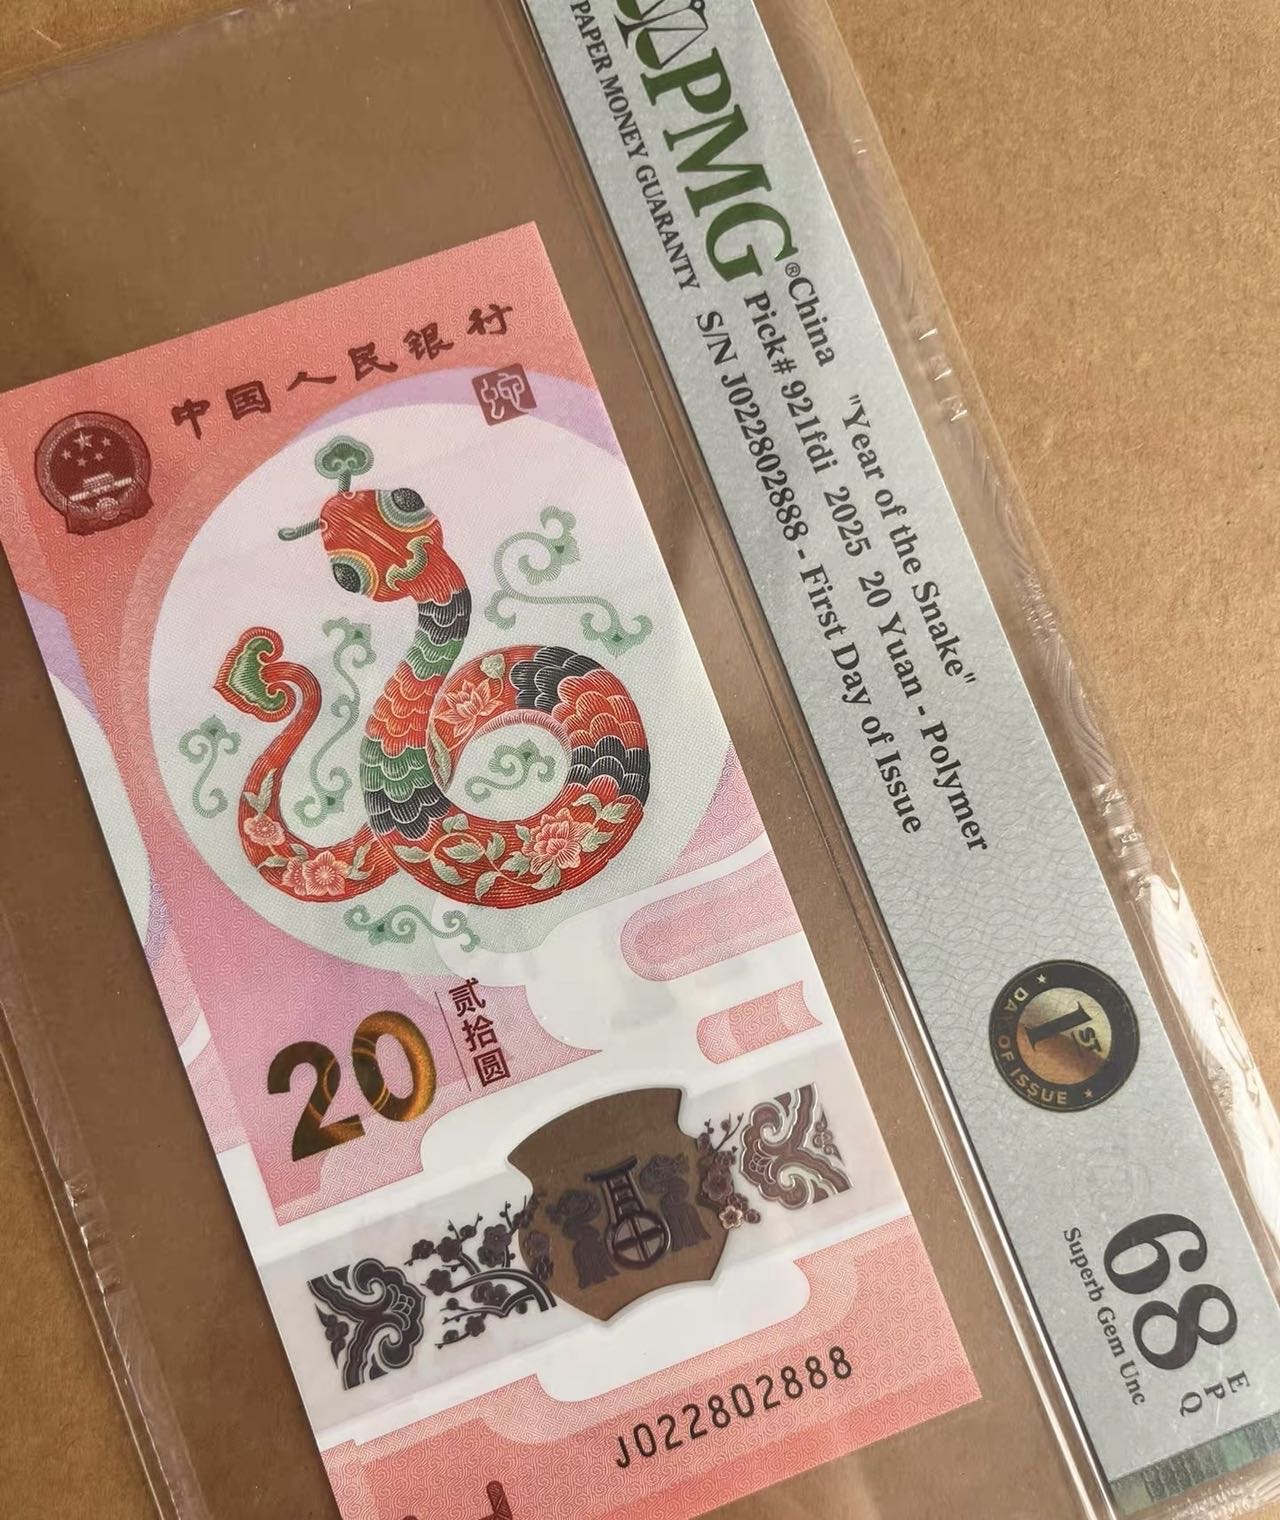 中国人民银行
20
贰拾圆
J022802888
PMG®
PAPER MONEY GUARANTY
China "Year of the Snake"
Pick# 921fdi 2025 20 Yuan - Polymer
S/N J022802888 - First Day of Issue
1ST
DAY OF ISSUE
68 EPQ
Superb Gem Unc